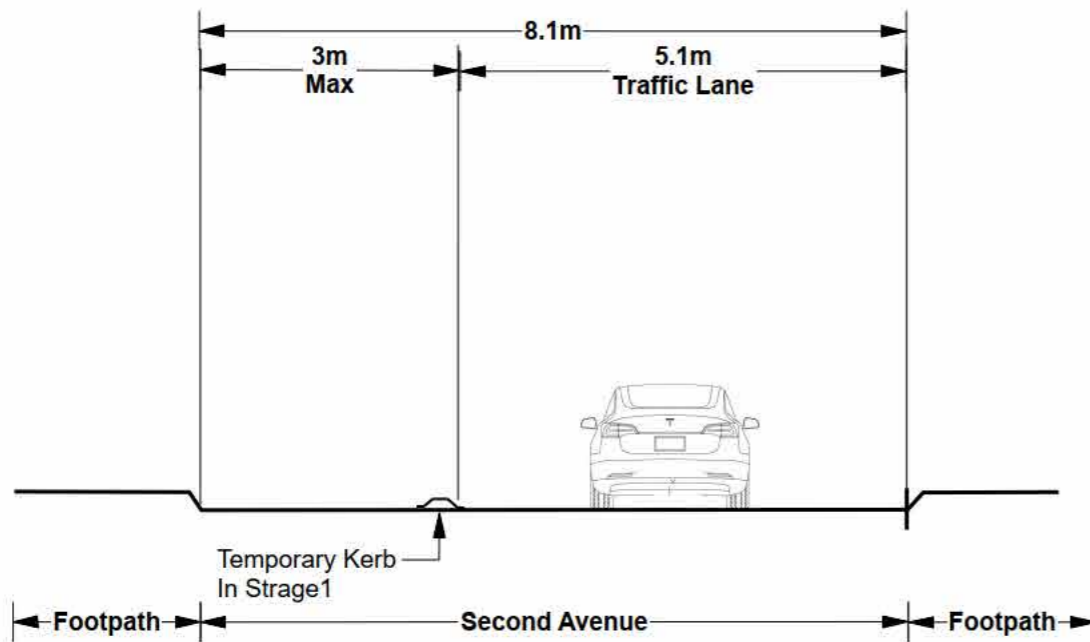 8.1m
3m
Max
5.1m
Traffic Lane
Temporary Kerb
In Strage1
Footpath
Second Avenue
Footpath